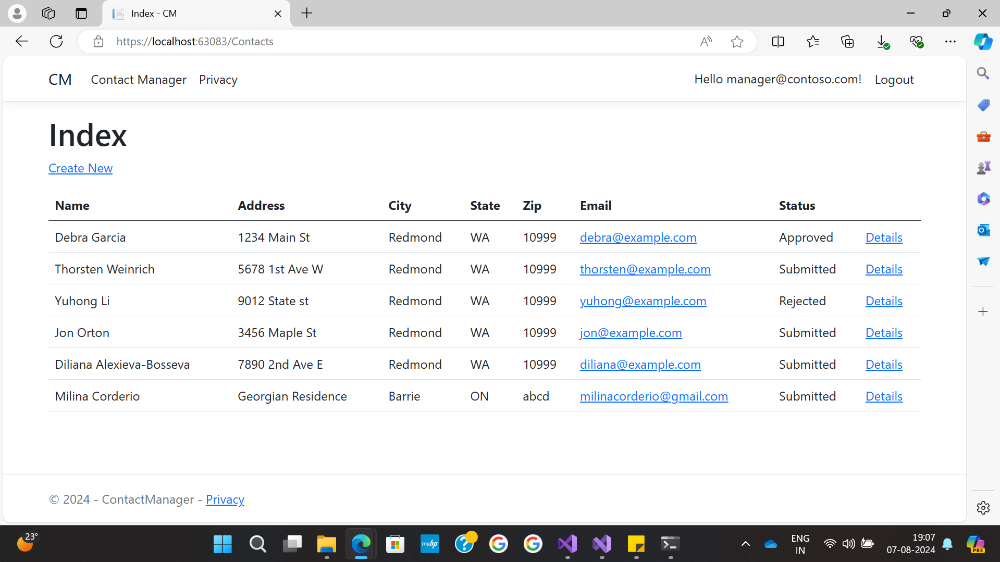 Index - CM
https://localhost:63083/Contacts
CM Contact Manager Privacy Hello manager@contoso.com! Logout
Index
Create New
Name Address City State Zip Email Status
Debra Garcia 1234 Main St Redmond WA 10999 debra@example.com Approved Details
Thorsten Weinrich 5678 1st Ave W Redmond WA 10999 thorsten@example.com Submitted Details
Yuhong Li 9012 State st Redmond WA 10999 yuhong@example.com Rejected Details
Jon Orton 3456 Maple St Redmond WA 10999 jon@example.com Submitted Details
Diliana Alexieva-Bosseva 7890 2nd Ave E Redmond WA 10999 diliana@example.com Submitted Details
Milina Corderio Georgian Residence Barrie ON abcd milinacorderio@gmail.com Submitted Details
© 2024 - ContactManager - Privacy
23°
myhp
ENG
IN
19:07
07-08-2024
PRE